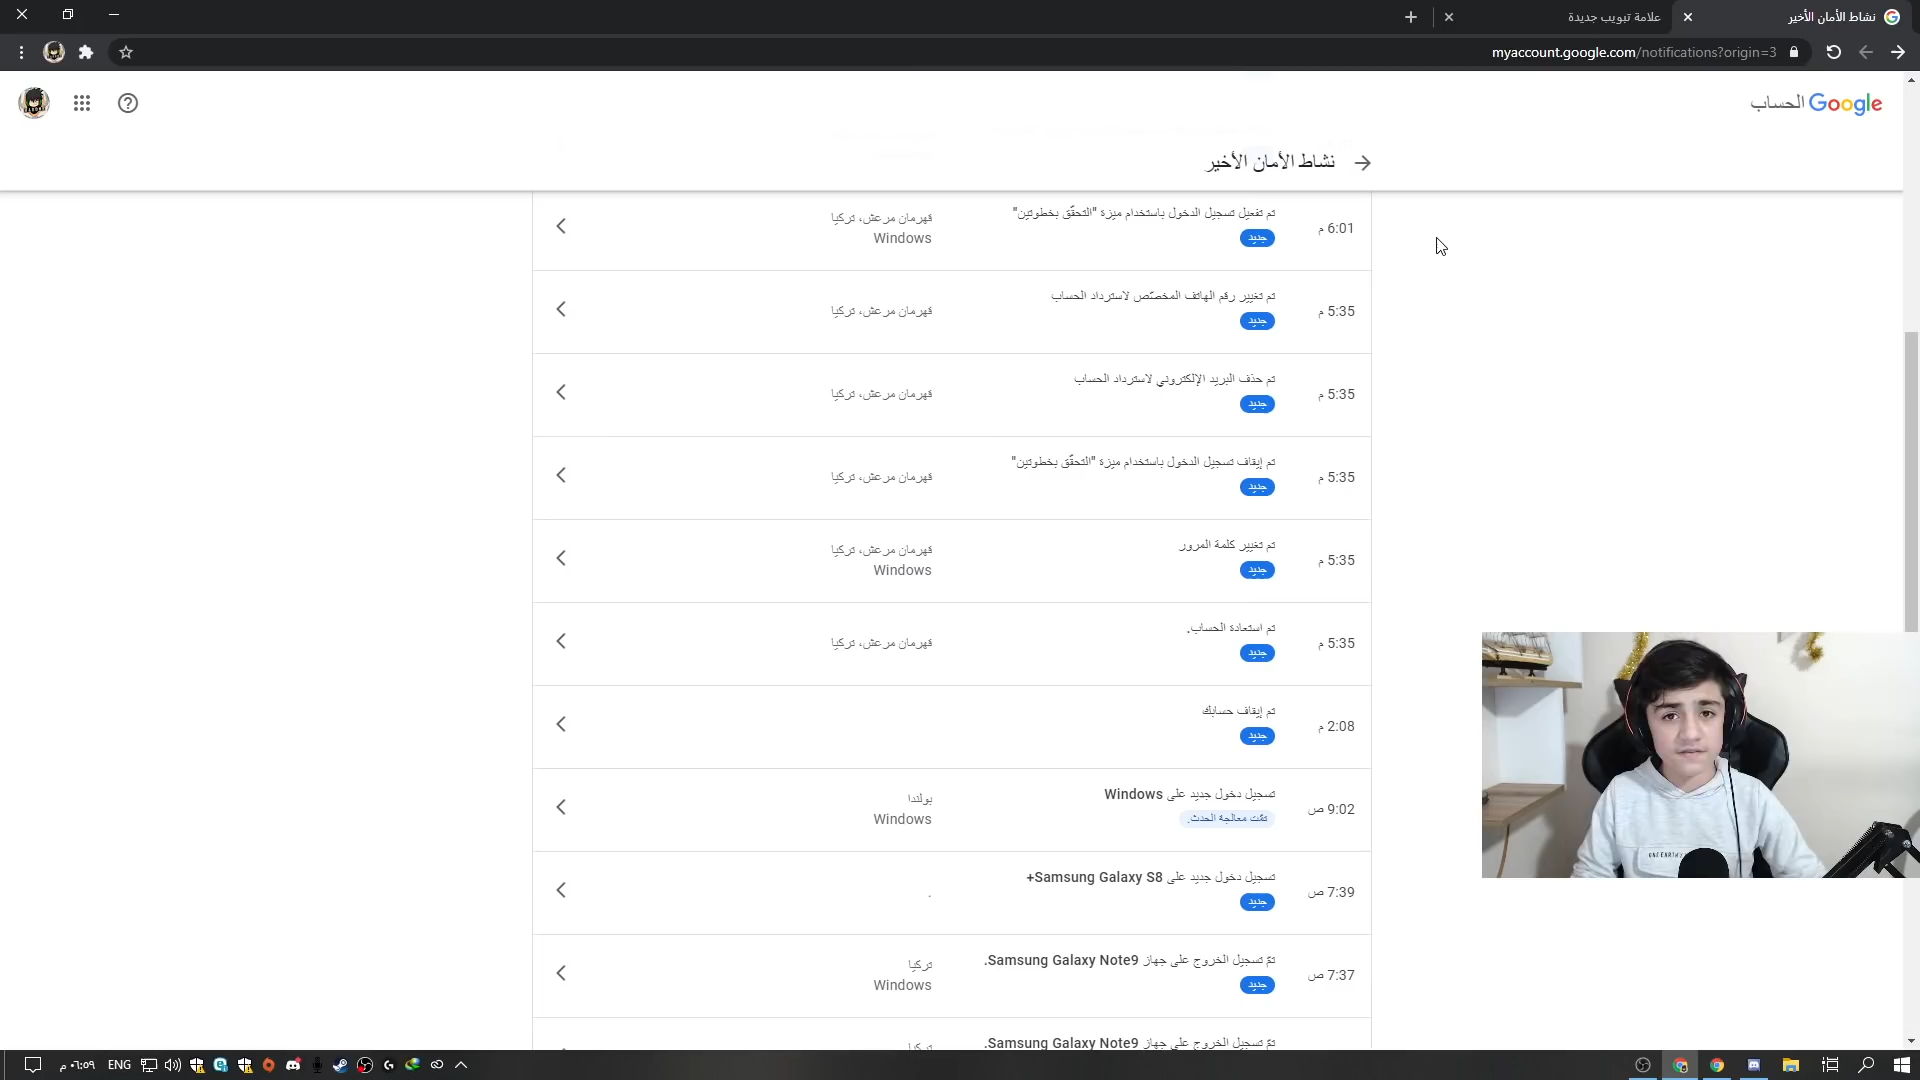 نشاط الأمان الأخير
علامة تبويب جديدة
myaccount.google.com/notifications?origin=3
Google الحساب
نشاط الأمان الأخير
6:01 م
تم تفعيل تسجيل الدخول باستخدام ميزة "التحقّق بخطوتين"
جديد
قهرمان مرعش، تركيا
Windows
5:35 م
تم تغيير رقم الهاتف المخصّص لاسترداد الحساب
جديد
قهرمان مرعش، تركيا
5:35 م
تم حذف البريد الإلكتروني لاسترداد الحساب
جديد
قهرمان مرعش، تركيا
5:35 م
تم إيقاف تسجيل الدخول باستخدام ميزة "التحقّق بخطوتين"
جديد
قهرمان مرعش، تركيا
5:35 م
تم تغيير كلمة المرور
جديد
قهرمان مرعش، تركيا
Windows
5:35 م
تم استعادة الحساب.
جديد
قهرمان مرعش، تركيا
2:08 م
تم إيقاف حسابك
جديد
9:02 ص
تسجيل دخول جديد على Windows
تمّت معالجة الحدث.
بولندا
Windows
7:39 ص
تسجيل دخول جديد على Samsung Galaxy S8+
جديد
7:37 ص
تمّ تسجيل الخروج على جهاز Samsung Galaxy Note9.
جديد
تركيا
Windows
تمّ تسجيل الخروج على جهاز Samsung Galaxy Note9.
تركيا
ENG
٠٦:٥٩ م